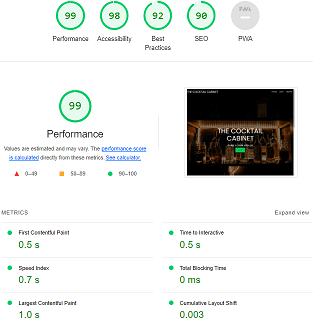 99 98 92 90
Performance Accessibility Best Practices SEO PWA
99
Performance
Values are estimated and may vary. The performance score is calculated directly from these metrics. See calculator.
0–49 50–89 90–100
THE COCKTAIL CABINET
THE COCKTAIL
CABINET
METRICS Expand view
First Contentful Paint Time to Interactive
0.5 s 0.5 s
Speed Index Total Blocking Time
0.7 s 0 ms
Largest Contentful Paint Cumulative Layout Shift
1.0 s 0.003